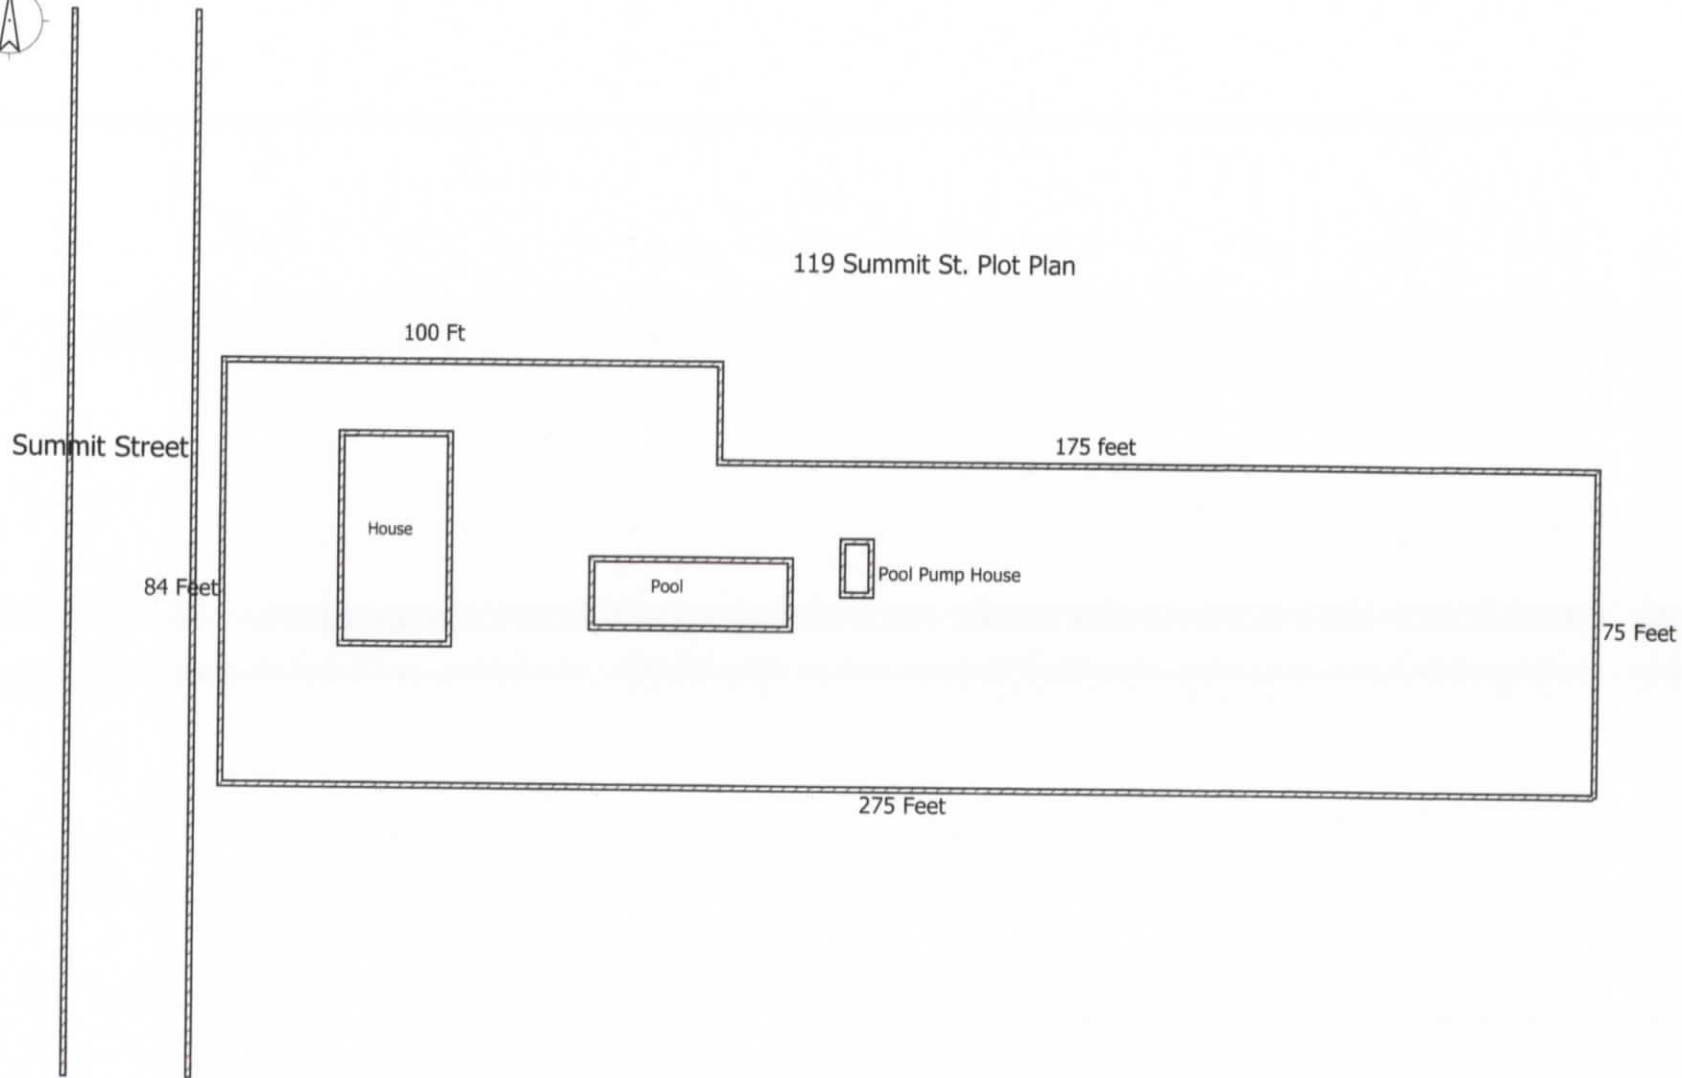 119 Summit St. Plot Plan
100 Ft
Summit Street
175 feet
House
Pool
Pool Pump House
84 Feet
75 Feet
275 Feet